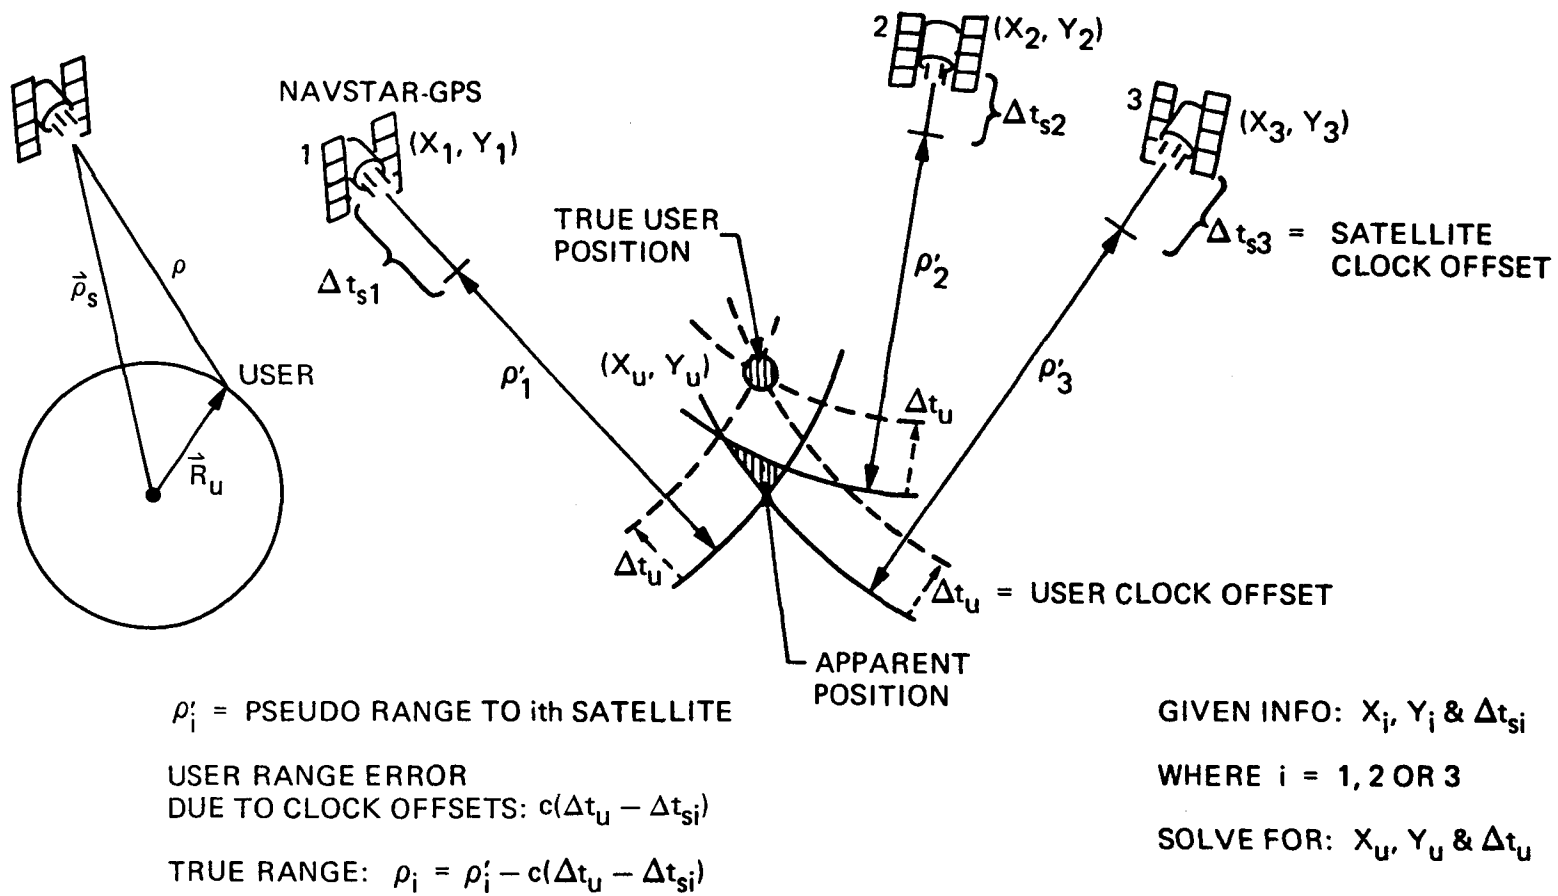 NAVSTAR-GPS
1
(X₁, Y₁)
Δts1
2
(X₂, Y₂)
Δts2
3
(X₃, Y₃)
Δts3 = SATELLITE
CLOCK OFFSET
TRUE USER
POSITION
ρ⃗s
ρ
USER
R⃗u
(Xu, Yu)
ρ′₁
ρ′₂
ρ′₃
Δtu
Δtu
Δtu = USER CLOCK OFFSET
APPARENT
POSITION
ρ′i = PSEUDO RANGE TO ith SATELLITE
USER RANGE ERROR
DUE TO CLOCK OFFSETS: c(Δtu − Δtsi)
TRUE RANGE: ρi = ρ′i − c(Δtu − Δtsi)
GIVEN INFO: Xi, Yi & Δtsi
WHERE i = 1, 2 OR 3
SOLVE FOR: Xu, Yu & Δtu